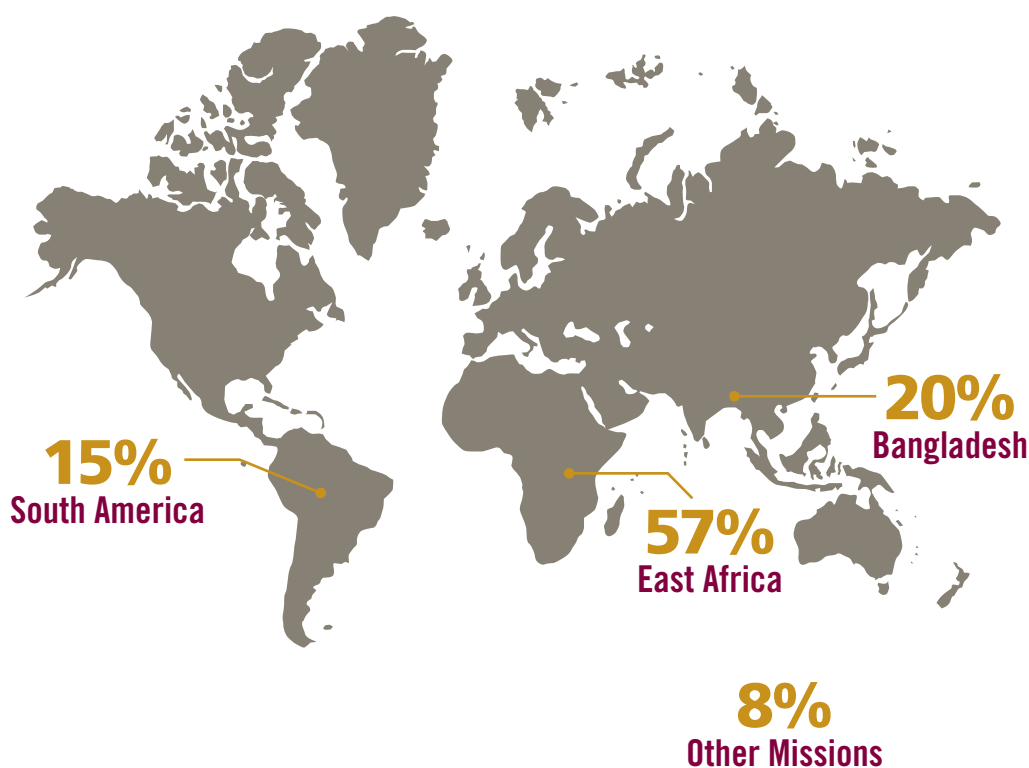 20%
Bangladesh
15%
South America
57%
East Africa
8%
Other Missions